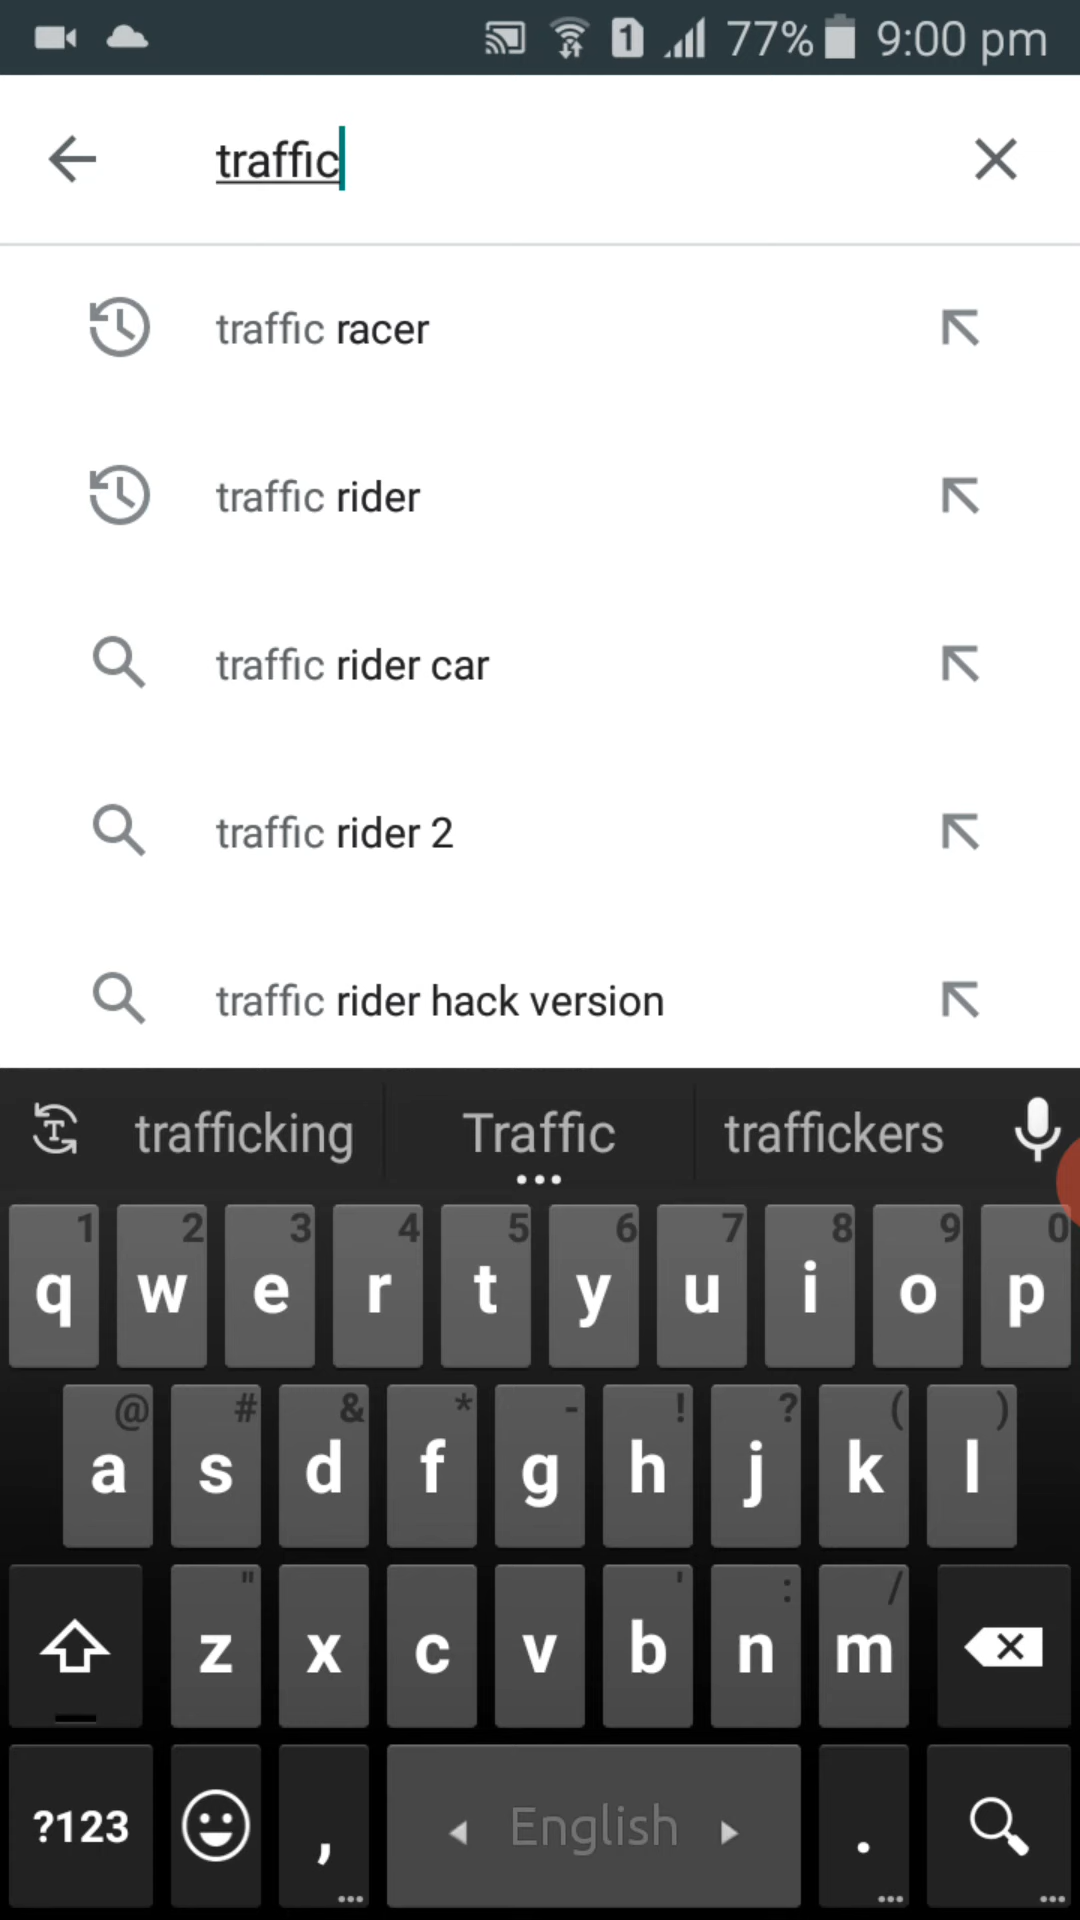 1 77% 9:00 pm
traffic
traffic racer
traffic rider
traffic rider car
traffic rider 2
traffic rider hack version
trafficking Traffic traffickers
1 2 3 4 5 6 7 8 9 0
q w e r t y u i o p
@ # & * - ! ? ( )
a s d f g h j k l
" ' : /
z x c v b n m
?123 , English .